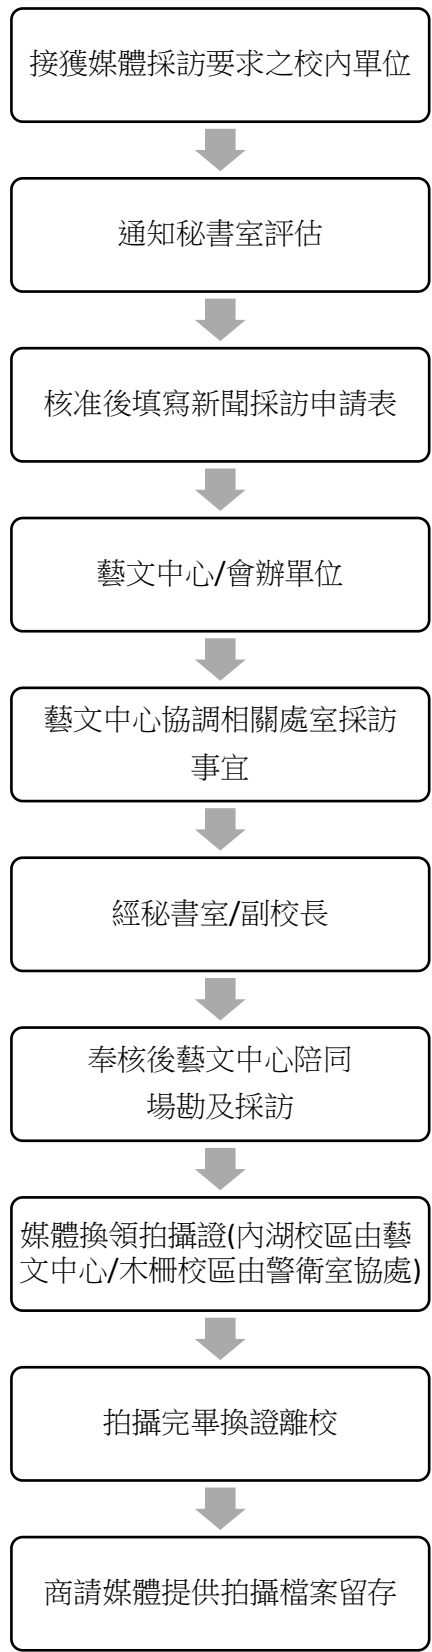 接獲媒體採訪要求之校內單位
通知秘書室評估
核准後填寫新聞採訪申請表
藝文中心/會辦單位
藝文中心協調相關處室採訪
事宜
經秘書室/副校長
奉核後藝文中心陪同
場勘及採訪
媒體換領拍攝證(內湖校區由藝
文中心/木柵校區由警衛室協處)
拍攝完畢換證離校
商請媒體提供拍攝檔案留存